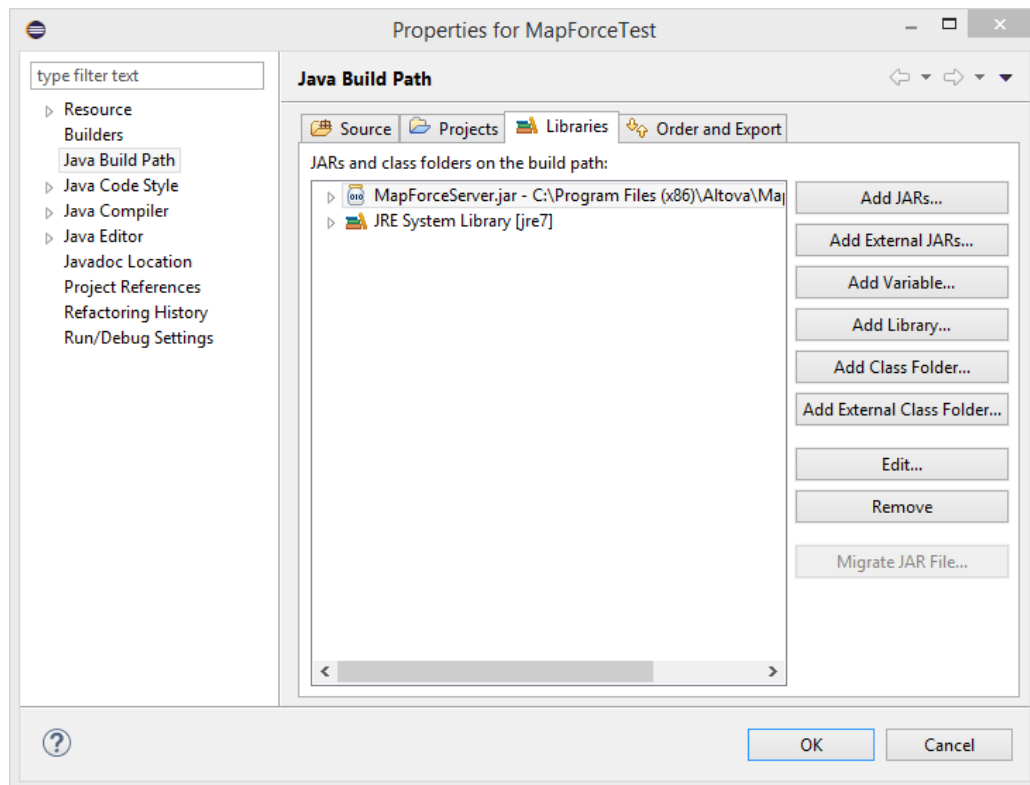 Properties for MapForceTest
type filter text
Resource
Builders
Java Build Path
Java Code Style
Java Compiler
Java Editor
Javadoc Location
Project References
Refactoring History
Run/Debug Settings
Java Build Path
Source Projects Libraries Order and Export
JARs and class folders on the build path:
MapForceServer.jar - C:\Program Files (x86)\Altova\Map
JRE System Library [jre7]
Add JARs...
Add External JARs...
Add Variable...
Add Library...
Add Class Folder...
Add External Class Folder...
Edit...
Remove
Migrate JAR File...
OK Cancel